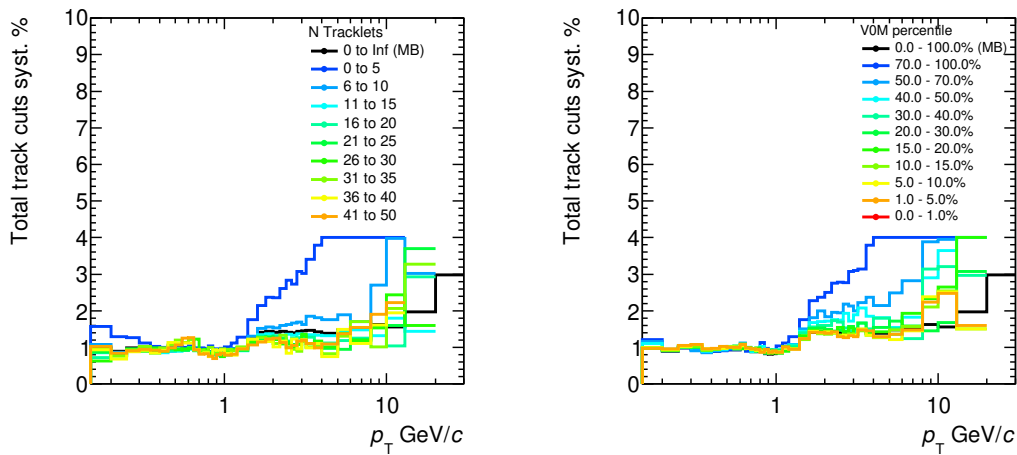 Total track cuts syst. %
10
9
8
7
6
5
4
3
2
1
0
N Tracklets
0 to Inf (MB)
0 to 5
6 to 10
11 to 15
16 to 20
21 to 25
26 to 30
31 to 35
36 to 40
41 to 50
1
10
p_T GeV/c
Total track cuts syst. %
10
9
8
7
6
5
4
3
2
1
0
V0M percentile
0.0 - 100.0% (MB)
70.0 - 100.0%
50.0 - 70.0%
40.0 - 50.0%
30.0 - 40.0%
20.0 - 30.0%
15.0 - 20.0%
10.0 - 15.0%
5.0 - 10.0%
1.0 - 5.0%
0.0 - 1.0%
1
10
p_T GeV/c